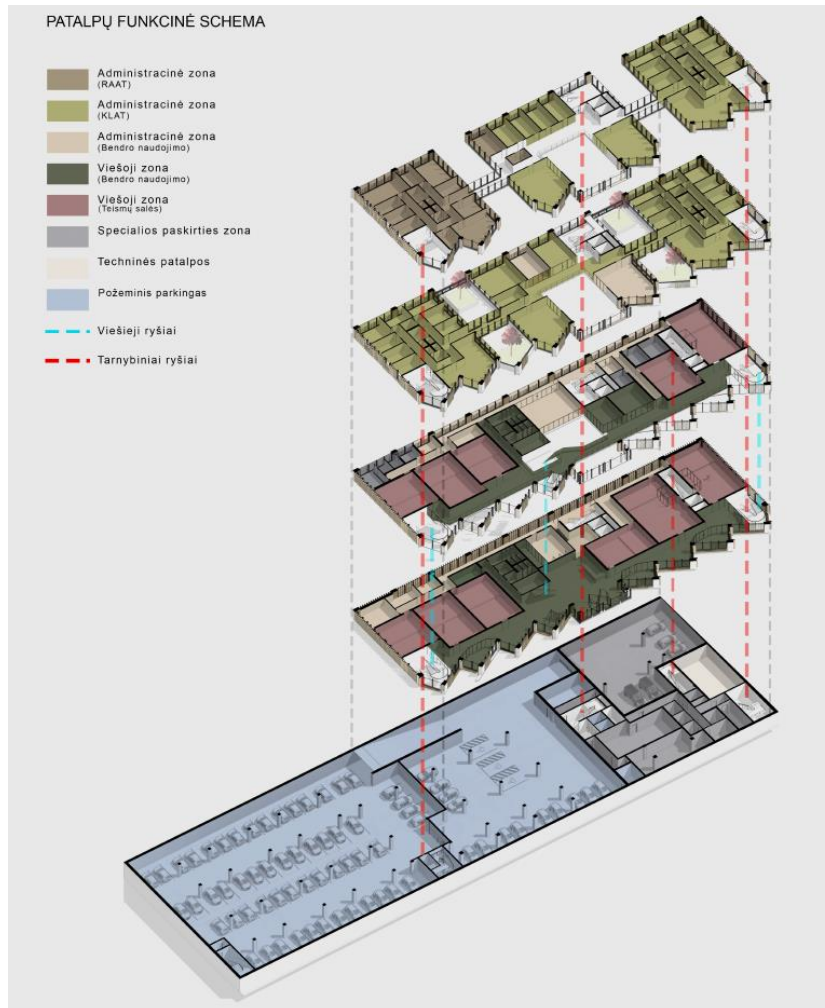 PATALPŲ FUNKCINĖ SCHEMA
Administracinė zona
(RAAT)
Administracinė zona
(KLAT)
Administracinė zona
(Bendro naudojimo)
Viešoji zona
(Bendro naudojimo)
Viešoji zona
(Teismų salės)
Specialios paskirties zona
Techninės patalpos
Požeminis parkingas
Viešieji ryšiai
Tarnybiniai ryšiai